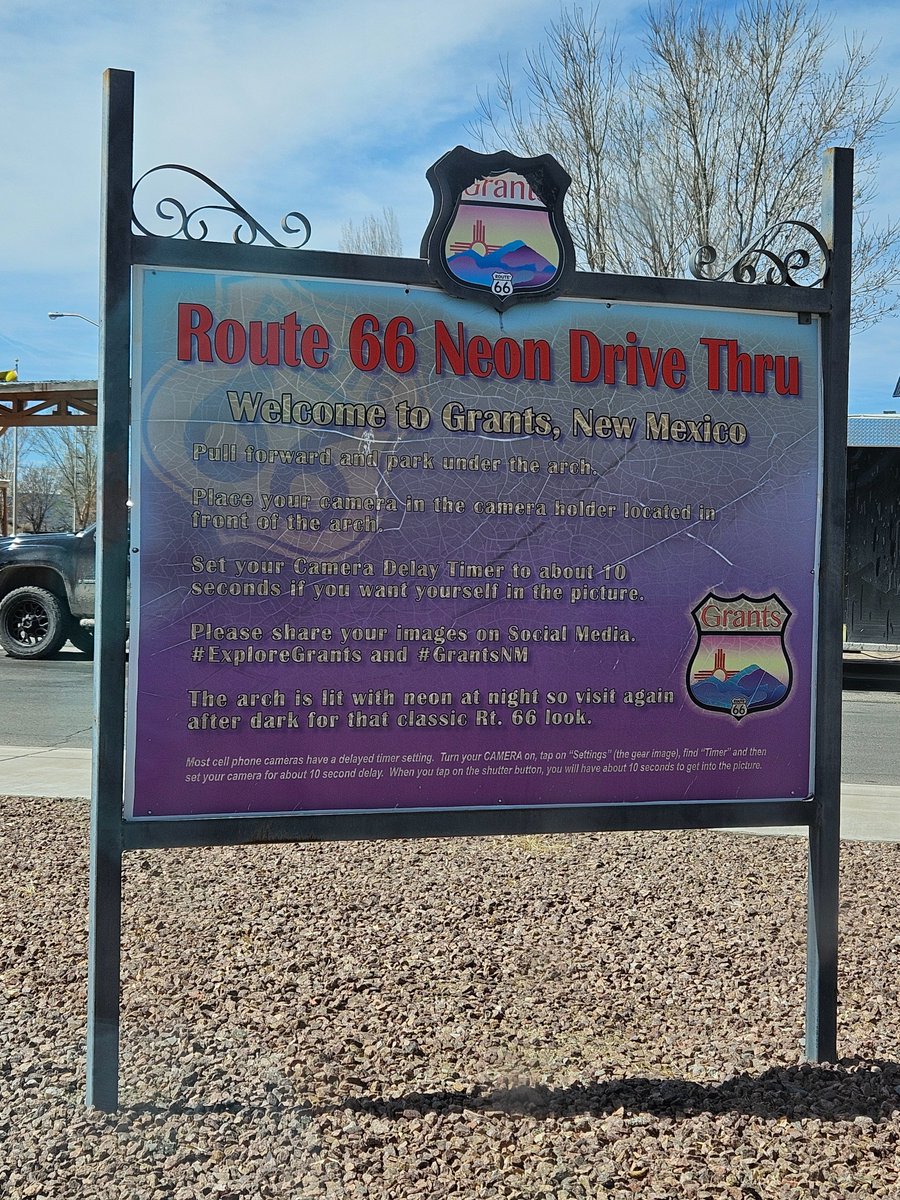 Grants
ROUTE
66
Route 66 Neon Drive Thru
Welcome to Grants, New Mexico
Pull forward and park under the arch.
Place your camera in the camera holder located in
front of the arch.
Set your Camera Delay Timer to about 10
seconds if you want yourself in the picture.
Please share your images on Social Media.
#ExploreGrants and #GrantsNM
Grants
ROUTE
66
The arch is lit with neon at night so visit again
after dark for that classic Rt. 66 look.
Most cell phone cameras have a delayed timer setting. Turn your CAMERA on, tap on "Settings" (the gear image), find "Timer" and then
set your camera for about 10 second delay. When you tap on the shutter button, you will have about 10 seconds to get into the picture.